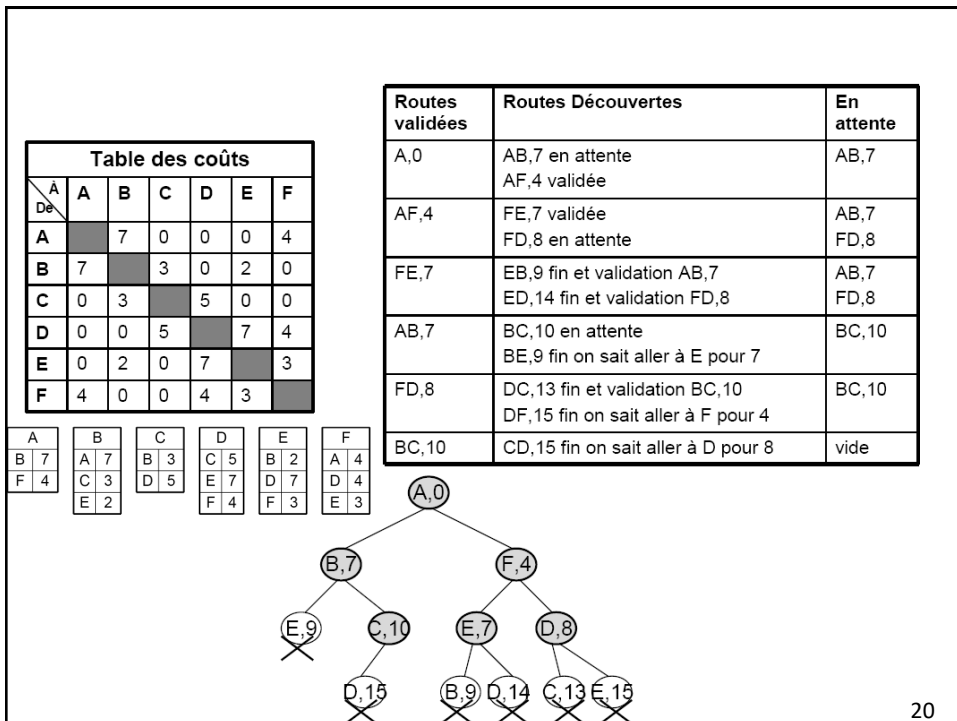 Table des coûts
À
De
A B C D E F
A 7 0 0 0 4
B 7 3 0 2 0
C 0 3 5 0 0
D 0 0 5 7 4
E 0 2 0 7 3
F 4 0 0 4 3
Routes validées Routes Découvertes En attente
A,0 AB,7 en attente AB,7
AF,4 validée
AF,4 FE,7 validée AB,7
FD,8 en attente FD,8
FE,7 EB,9 fin et validation AB,7 AB,7
ED,14 fin et validation FD,8 FD,8
AB,7 BC,10 en attente BC,10
BE,9 fin on sait aller à E pour 7
FD,8 DC,13 fin et validation BC,10 BC,10
DF,15 fin on sait aller à F pour 4
BC,10 CD,15 fin on sait aller à D pour 8 vide
A
B 7
F 4
B
A 7
C 3
E 2
C
B 3
D 5
D
C 5
E 7
F 4
E
B 2
D 7
F 3
F
A 4
D 4
E 3
A,0
B,7 F,4
E,9 C,10 E,7 D,8
D,15 B,9 D,14 C,13 E,15
20